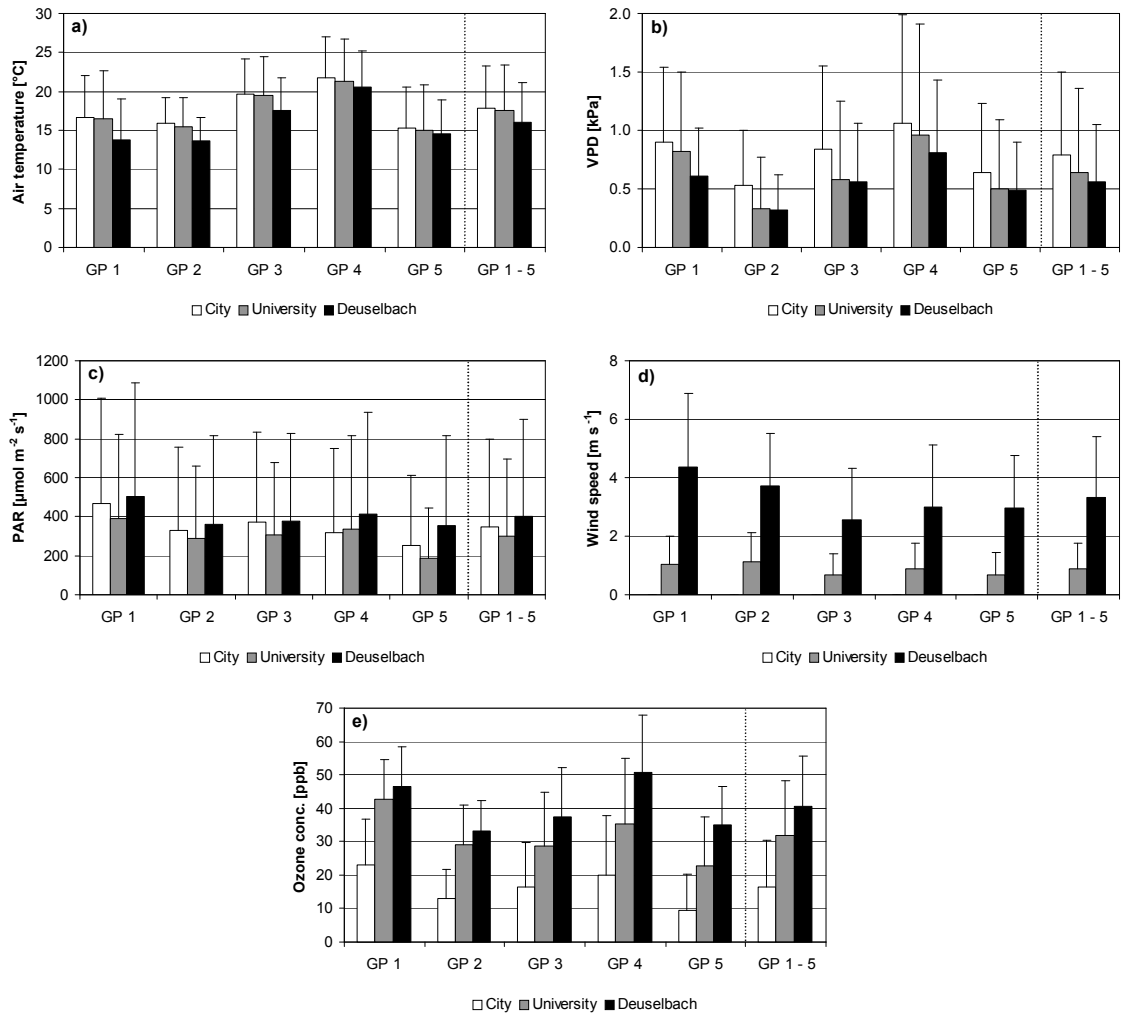 a)
Air temperature [°C]
30
25
20
15
10
5
0
GP 1 GP 2 GP 3 GP 4 GP 5 GP 1 - 5
City University Deuselbach
b)
VPD [kPa]
2.0
1.5
1.0
0.5
0.0
GP 1 GP 2 GP 3 GP 4 GP 5 GP 1 - 5
City University Deuselbach
c)
PAR [µmol m⁻² s⁻¹]
1200
1000
800
600
400
200
0
GP 1 GP 2 GP 3 GP 4 GP 5 GP 1 - 5
City University Deuselbach
d)
Wind speed [m s⁻¹]
8
6
4
2
0
GP 1 GP 2 GP 3 GP 4 GP 5 GP 1 - 5
City University Deuselbach
e)
Ozone conc. [ppb]
70
60
50
40
30
20
10
0
GP 1 GP 2 GP 3 GP 4 GP 5 GP 1 - 5
City University Deuselbach